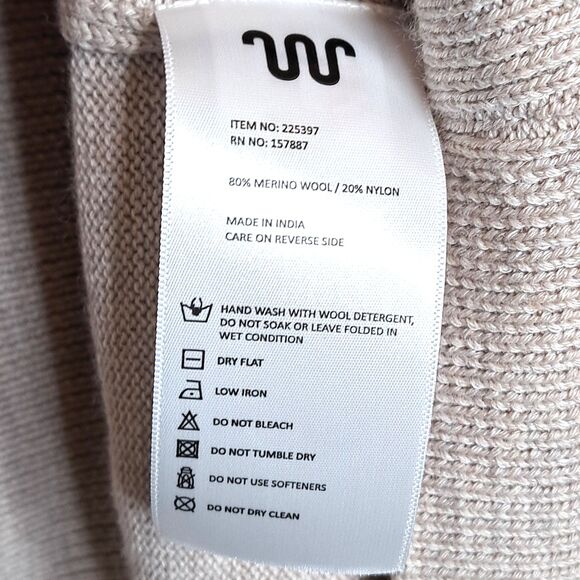 ITEM NO: 225397
RN NO: 157887
80% MERINO WOOL / 20% NYLON
MADE IN INDIA
CARE ON REVERSE SIDE
HAND WASH WITH WOOL DETERGENT,
DO NOT SOAK OR LEAVE FOLDED IN
WET CONDITION
DRY FLAT
LOW IRON
DO NOT BLEACH
DO NOT TUMBLE DRY
DO NOT USE SOFTENERS
DO NOT DRY CLEAN